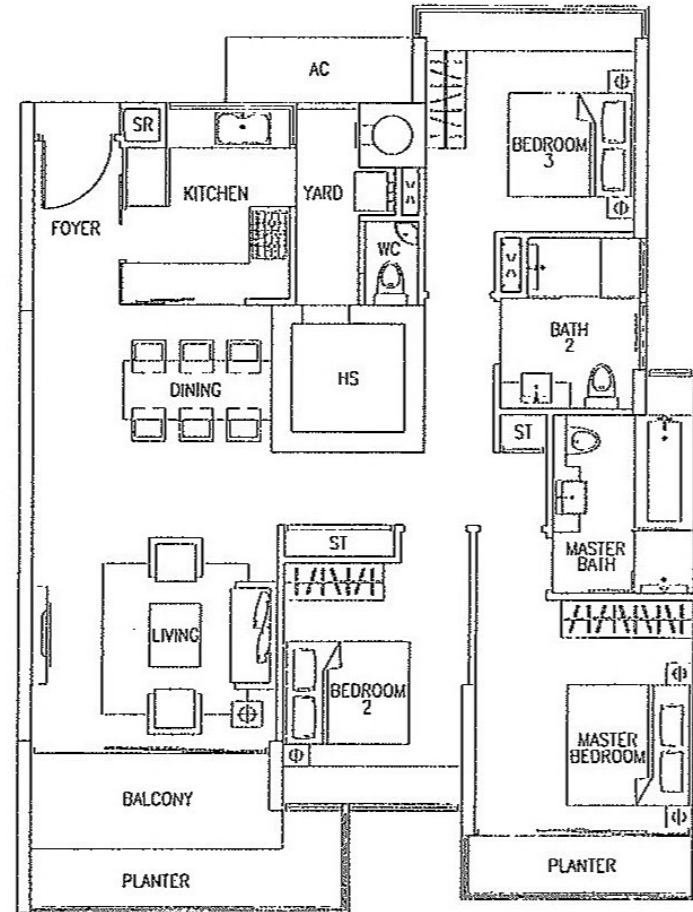 AC
SR
BEDROOM
3
KITCHEN
YARD
FOYER
WC
BATH
2
HS
DINING
ST
ST
MASTER
BATH
LIVING
BEDROOM
2
MASTER
BEDROOM
BALCONY
PLANTER
PLANTER